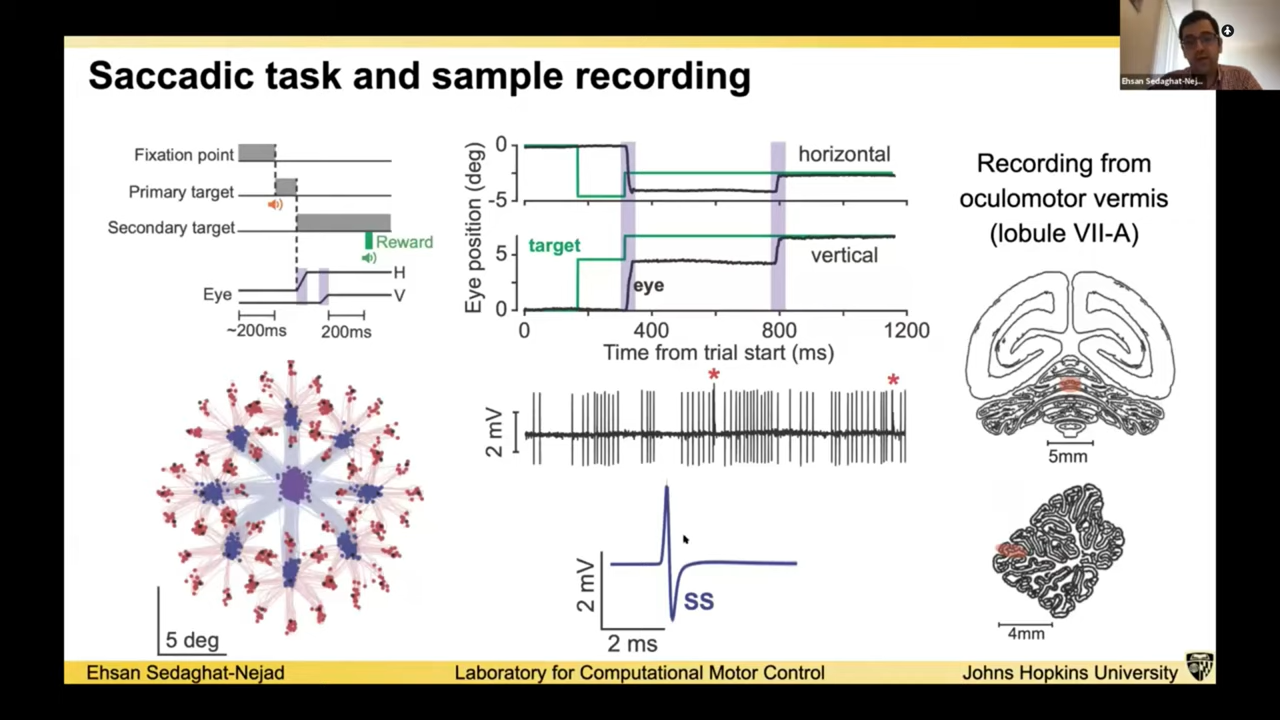 Saccadic task and sample recording
Ehsan Sedaghat-Nej...
Fixation point
Primary target
Secondary target
Reward
H
Eye
V
~200ms
200ms
5 deg
Eye position (deg)
0
-5
horizontal
target
5
0
vertical
eye
0
400
800
1200
Time from trial start (ms)
*
*
2 mV
2 mV
SS
2 ms
Recording from
oculomotor vermis
(lobule VII-A)
5mm
4mm
Ehsan Sedaghat-Nejad
Laboratory for Computational Motor Control
Johns Hopkins University